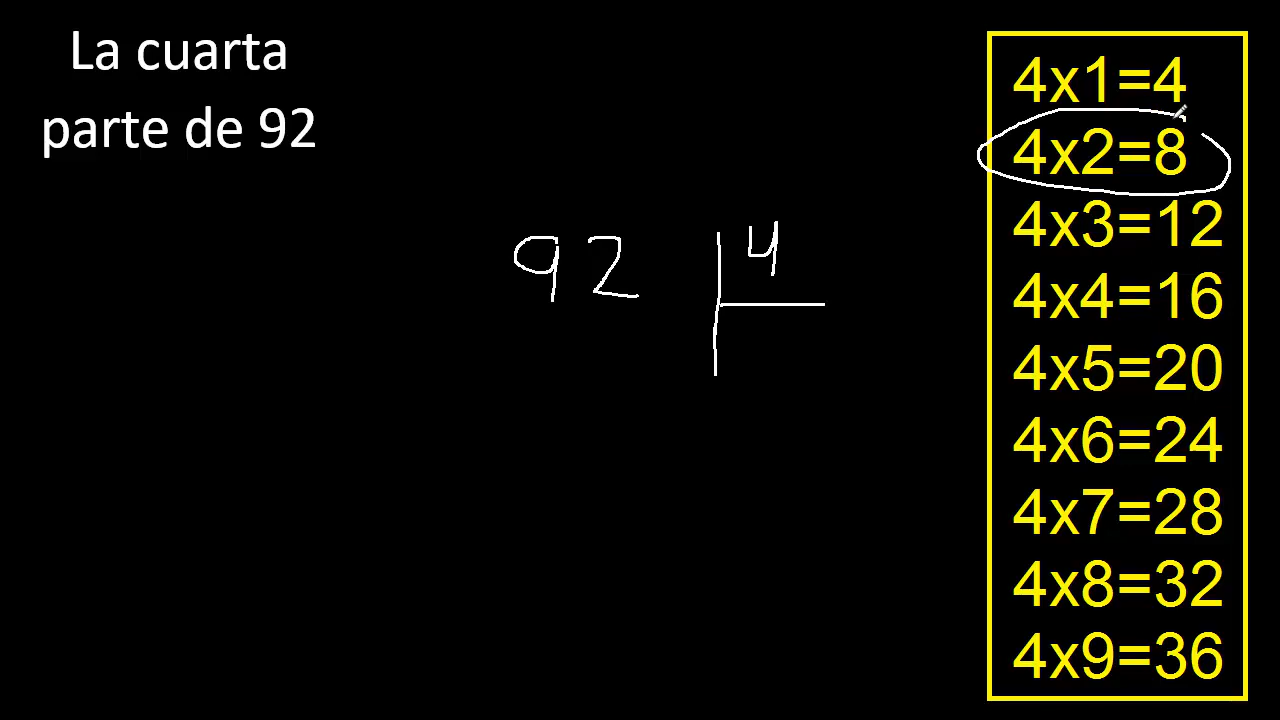 La cuarta
parte de 92
92 4
4x1=4
4x2=8
4x3=12
4x4=16
4x5=20
4x6=24
4x7=28
4x8=32
4x9=36